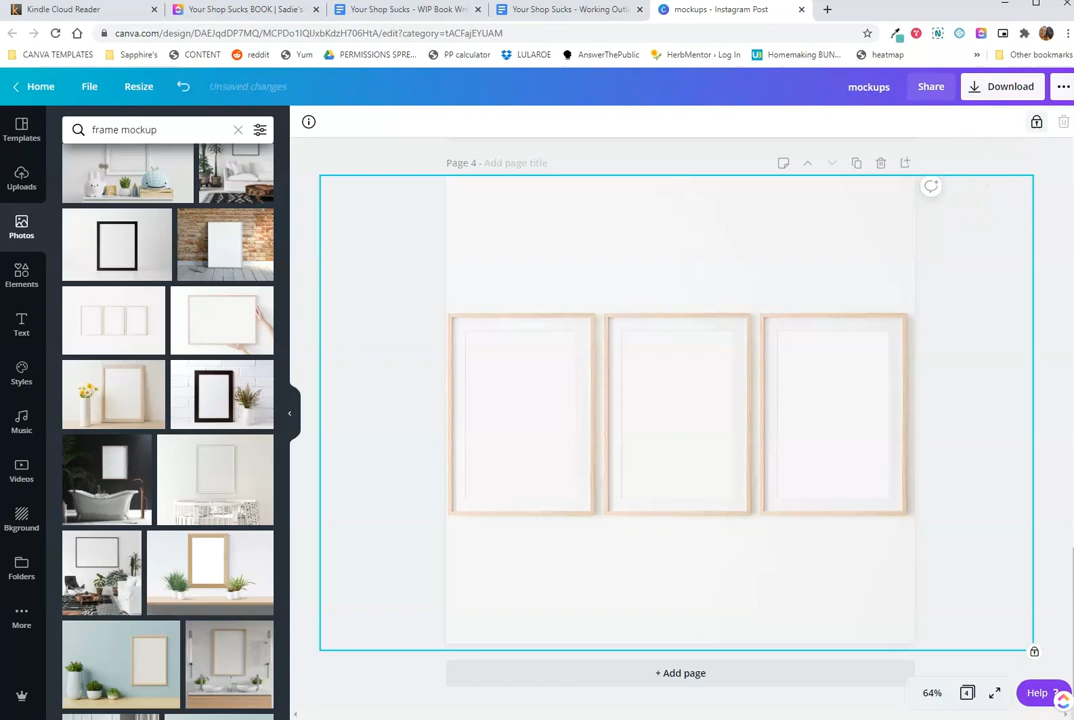 Kindle Cloud Reader
Your Shop Sucks BOOK | Sadie's
Your Shop Sucks - WIP Book Wri
Your Shop Sucks - Working Outli
mockups - Instagram Post
canva.com/design/DAEJqdDP7MQ/MCPDo1IQIJxbKdzH706HtA/edit?category=tACFajEYUAM
CANVA TEMPLATES
Sapphire's
CONTENT
reddit
Yum
PERMISSIONS SPRE...
PP calculator
LULAROE
AnswerThePublic
HerbMentor › Log In
Homemaking BUN...
heatmap
»
Other bookmarks
Home
File
Resize
Unsaved changes
mockups
Share
Download
Templates
Uploads
Photos
Elements
Text
Styles
Music
Videos
Bkground
Folders
More
frame mockup
Page 4 - Add page title
+ Add page
64%
4
Help ?